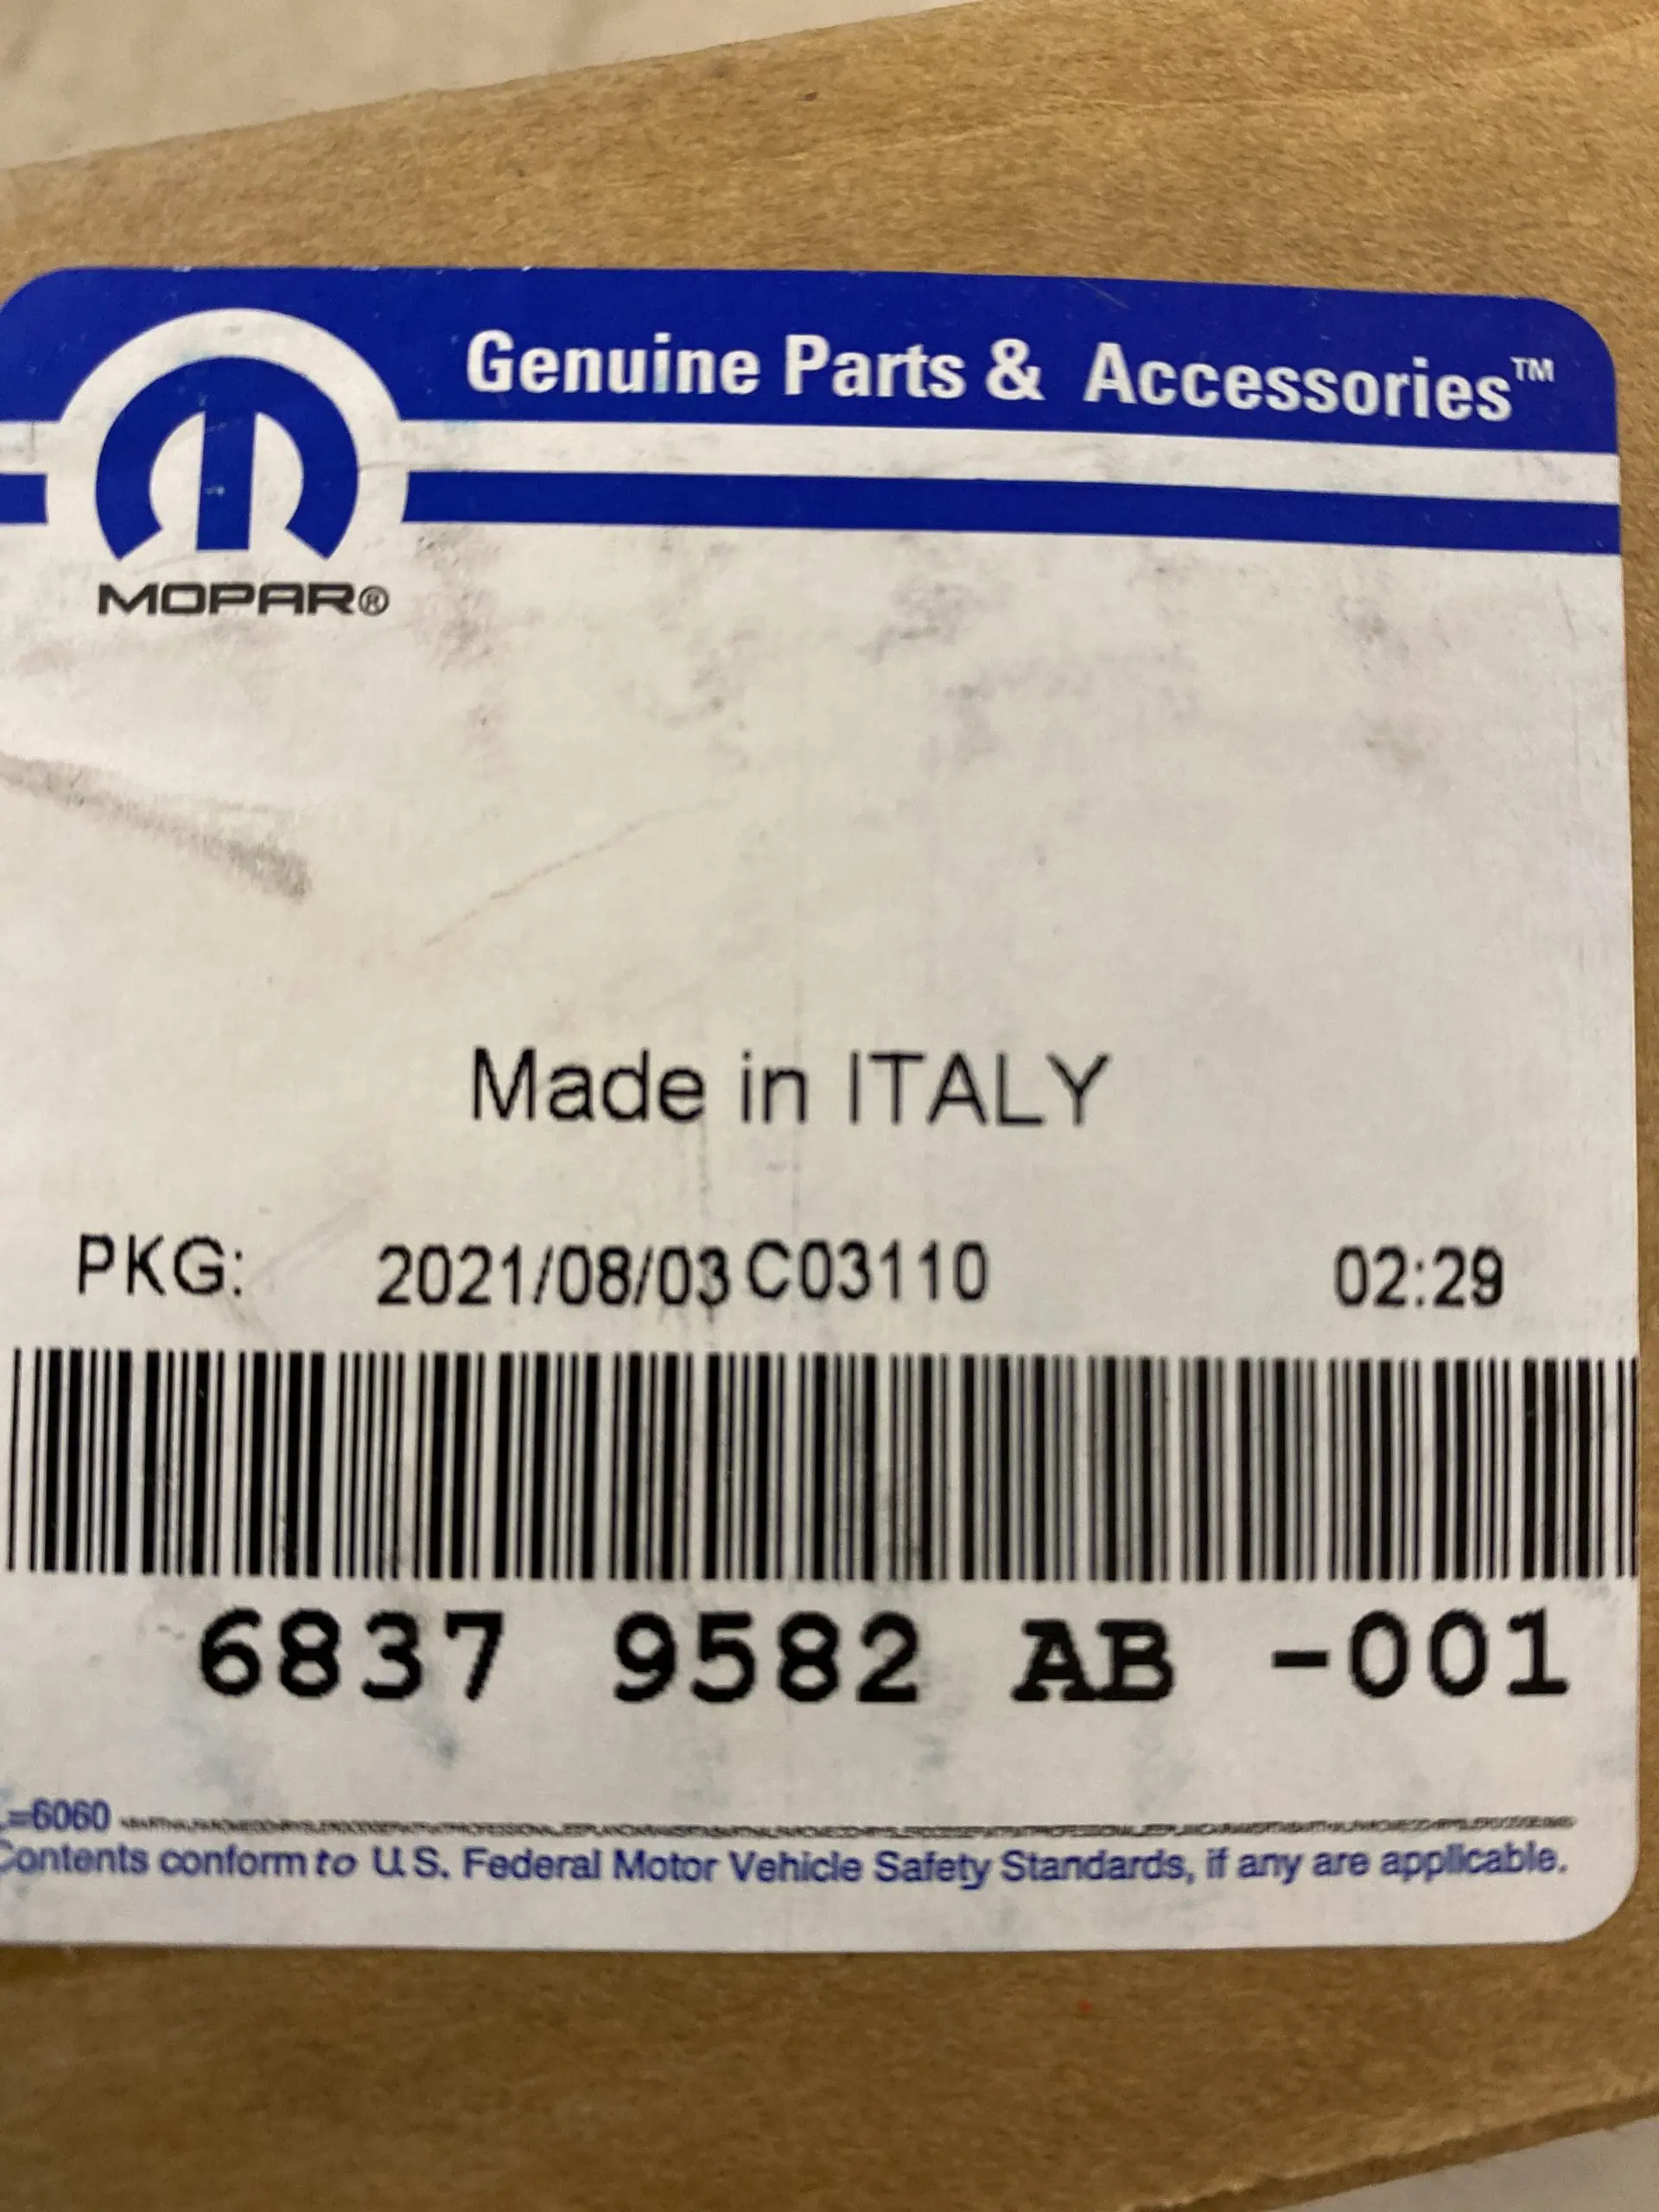 Genuine Parts & Accessories™
MOPAR®
Made in ITALY
PKG: 2021/08/03 C03110 02:29
6837 9582 AB -001
=6060
Contents conform to U.S. Federal Motor Vehicle Safety Standards, if any are applicable.